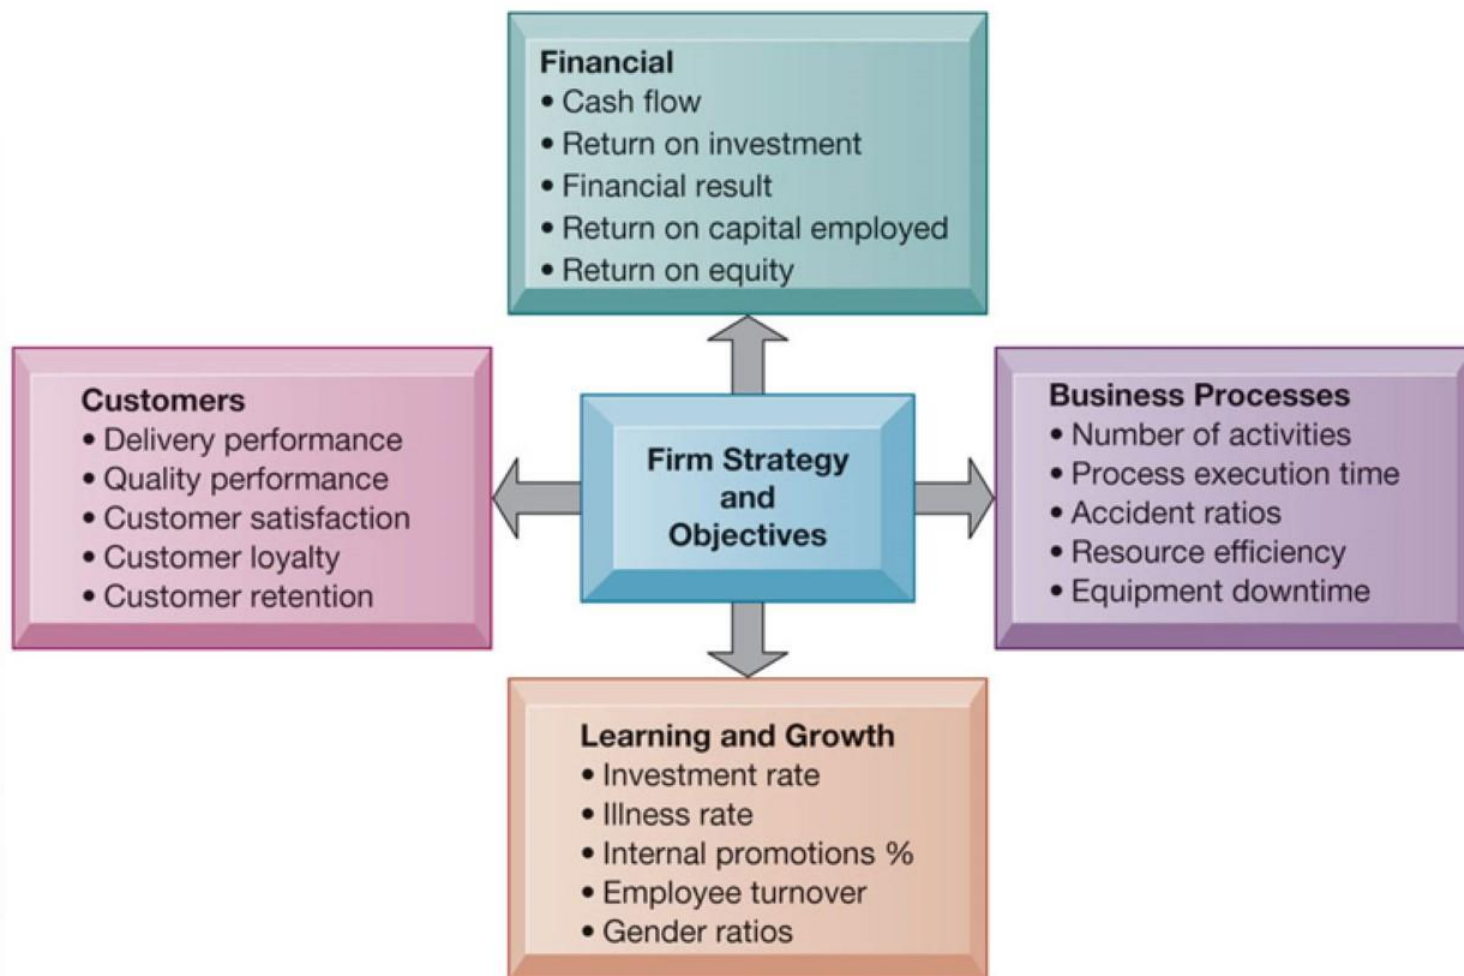 Financial
• Cash flow
• Return on investment
• Financial result
• Return on capital employed
• Return on equity
Customers
• Delivery performance
• Quality performance
• Customer satisfaction
• Customer loyalty
• Customer retention
Firm Strategy
and
Objectives
Business Processes
• Number of activities
• Process execution time
• Accident ratios
• Resource efficiency
• Equipment downtime
Learning and Growth
• Investment rate
• Illness rate
• Internal promotions %
• Employee turnover
• Gender ratios